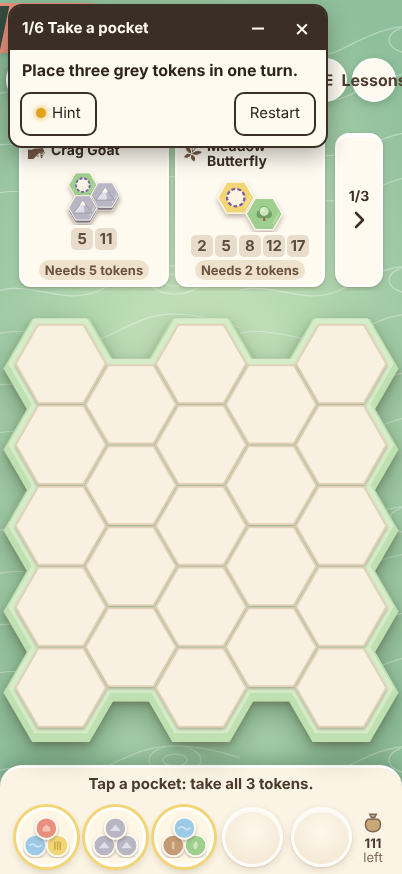 1/6 Take a pocket
Place three grey tokens in one turn.
Hint
Restart
E
Lessons
Crag Goat
Meadow
Butterfly
5 11
2 5 8 12 17
Needs 5 tokens
Needs 2 tokens
1/3
Tap a pocket: take all 3 tokens.
111
left